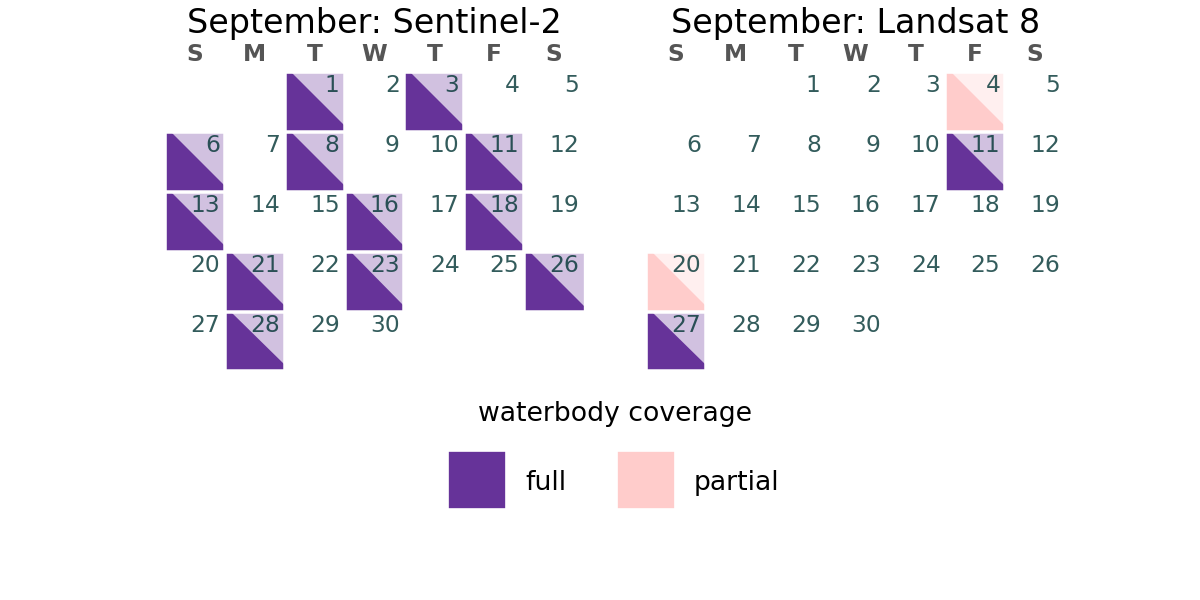 September: Sentinel-2
S M T W T F S
1 2 3 4 5
6 7 8 9 10 11 12
13 14 15 16 17 18 19
20 21 22 23 24 25 26
27 28 29 30
September: Landsat 8
S M T W T F S
1 2 3 4 5
6 7 8 9 10 11 12
13 14 15 16 17 18 19
20 21 22 23 24 25 26
27 28 29 30
waterbody coverage
full partial